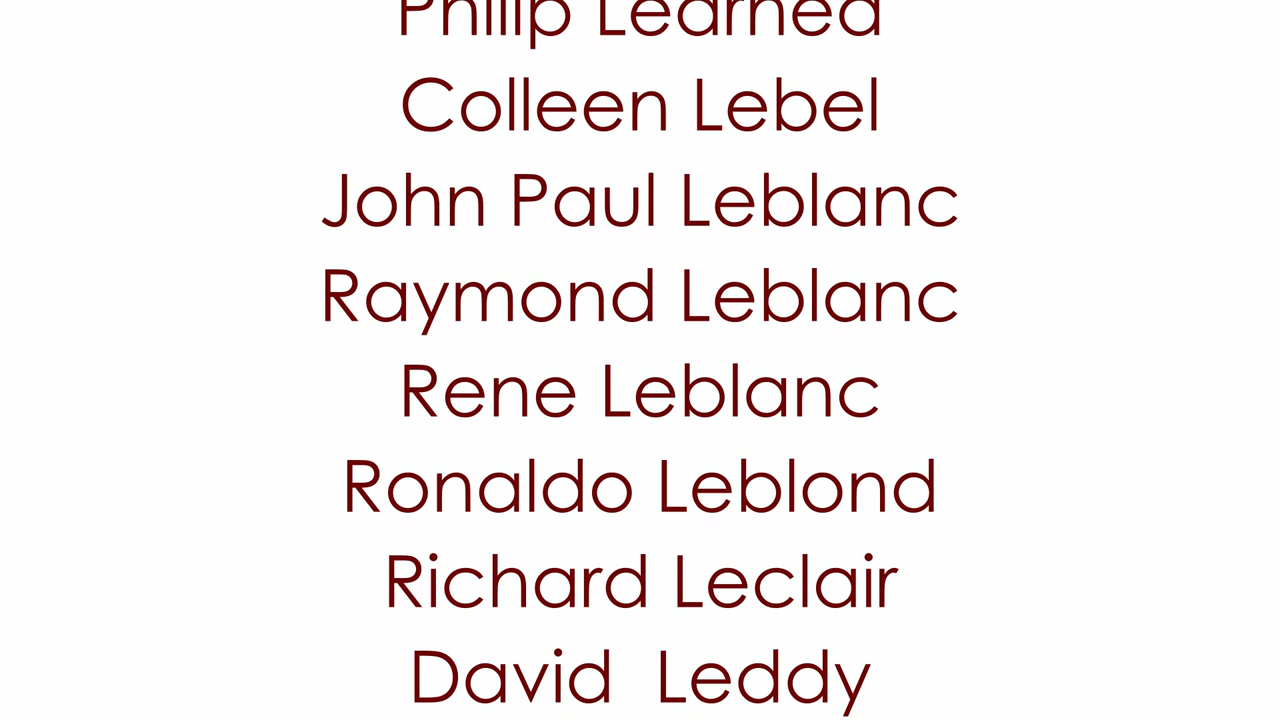 Philip Learned
Colleen Lebel
John Paul Leblanc
Raymond Leblanc
Rene Leblanc
Ronaldo Leblond
Richard Leclair
David  Leddy